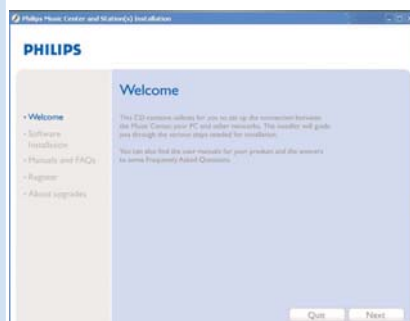 Philips Music Center and Station(s) Installation
PHILIPS
Welcome
• Welcome
• Software
Installation
• Manuals and FAQs
• Register
• About upgrades
This CD contains software for you to set up the connection between
the Music Center, your PC and other networks. The installer will guide
you through the various steps needed for installation.
You can also find the user manuals for your product and the answers
to some Frequently Asked Questions.
Quit
Next